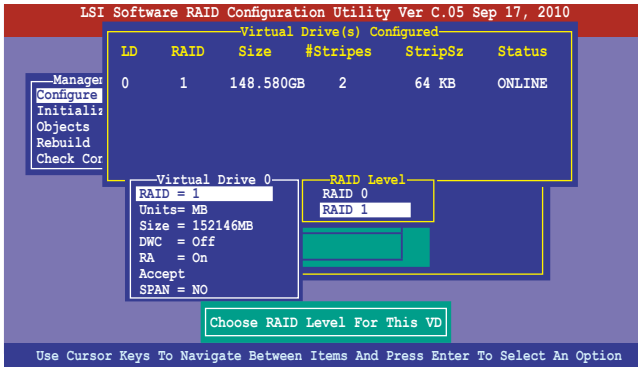 LSI Software RAID Configuration Utility Ver C.05 Sep 17, 2010
Virtual Drive(s) Configured
LD RAID Size #Stripes StripSz Status
0 1 148.580GB 2 64 KB ONLINE
Configure
Initializ
Objects
Rebuild
Virtual Drive 0
RAID = 1
Units= MB
Size = 152146MB
DWC = Off
RA = On
Accept
SPAN = NO
RAID Level
RAID 0
RAID 1
Choose RAID Level For This VD
Use Cursor Keys To Navigate Between Items And Press Enter To Select An Option